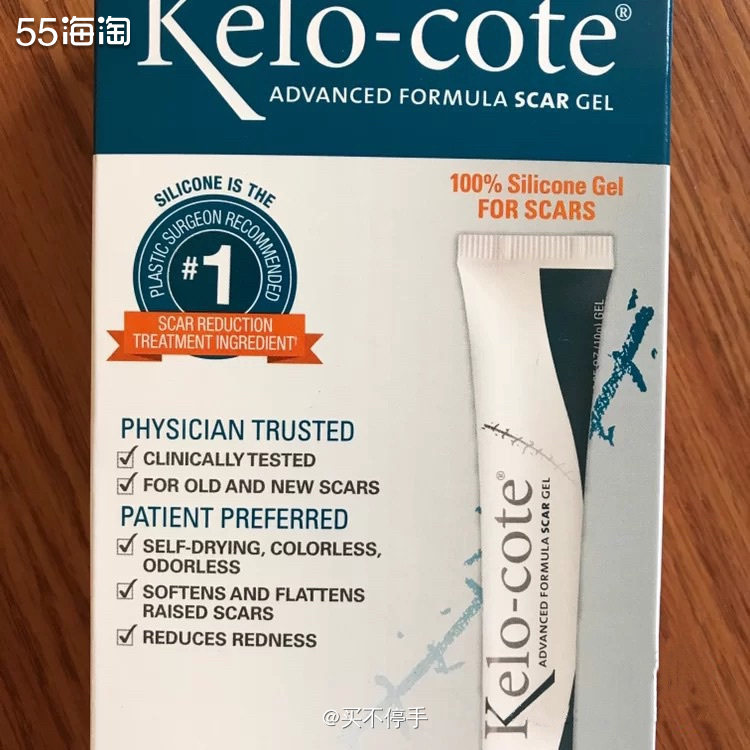 55海淘
Kelo-cote®
ADVANCED FORMULA SCAR GEL
SILICONE IS THE
PLASTIC SURGEON RECOMMENDED
#1
SCAR REDUCTION
TREATMENT INGREDIENT†
100% Silicone Gel
FOR SCARS
PHYSICIAN TRUSTED
CLINICALLY TESTED
FOR OLD AND NEW SCARS
PATIENT PREFERRED
SELF-DRYING, COLORLESS,
ODORLESS
SOFTENS AND FLATTENS
RAISED SCARS
REDUCES REDNESS
Kelo-cote®
ADVANCED FORMULA SCAR GEL
OZ (10g) GEL
@买不停手